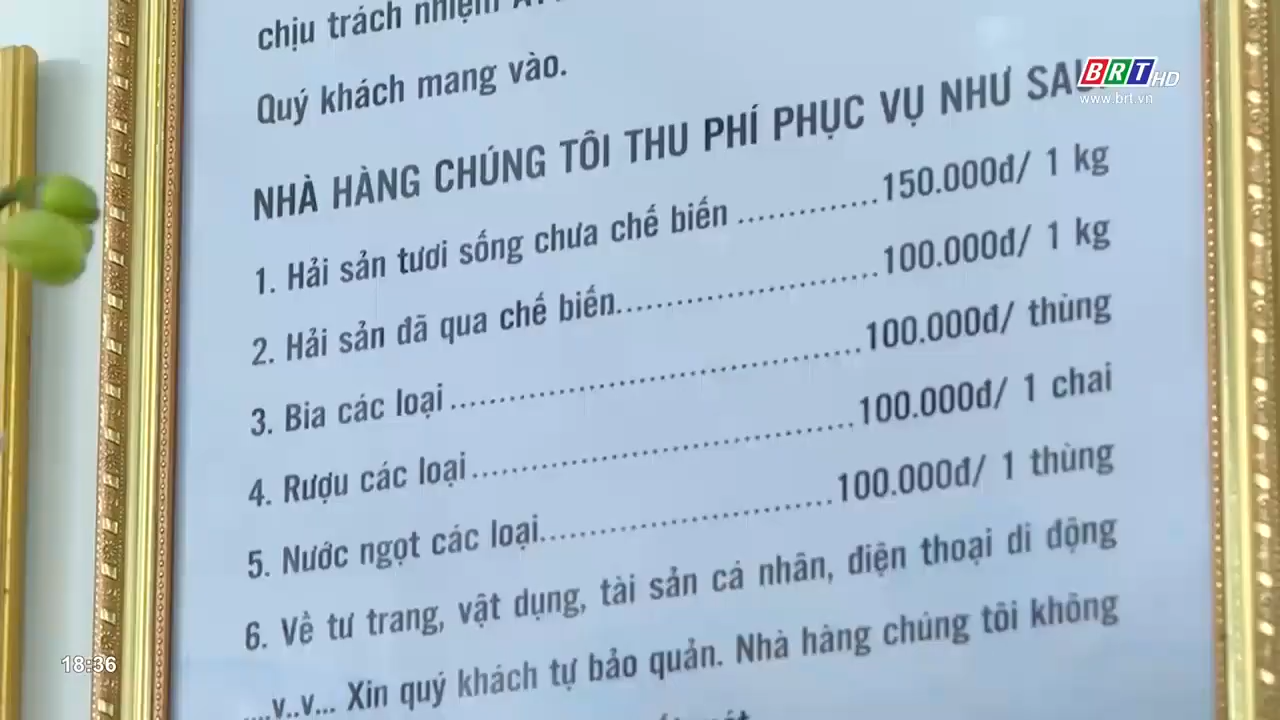 chịu trách nhiệm
Quý khách mang vào.
NHÀ HÀNG CHÚNG TÔI THU PHÍ PHỤC VỤ NHƯ SAU
1. Hải sản tươi sống chưa chế biến ..............150.000đ/ 1 kg
2. Hải sản đã qua chế biến..........................100.000đ/ 1 kg
3. Bia các loại..........................................100.000đ/ thùng
4. Rượu các loại.......................................100.000đ/ 1 chai
5. Nước ngọt các loại..............................100.000đ/ 1 thùng
6. Về tư trang, vật dụng, tài sản cá nhân, điện thoại di động
....v..v... Xin quý khách tự bảo quản. Nhà hàng chúng tôi không
BRT HD
www.brt.vn
18:36